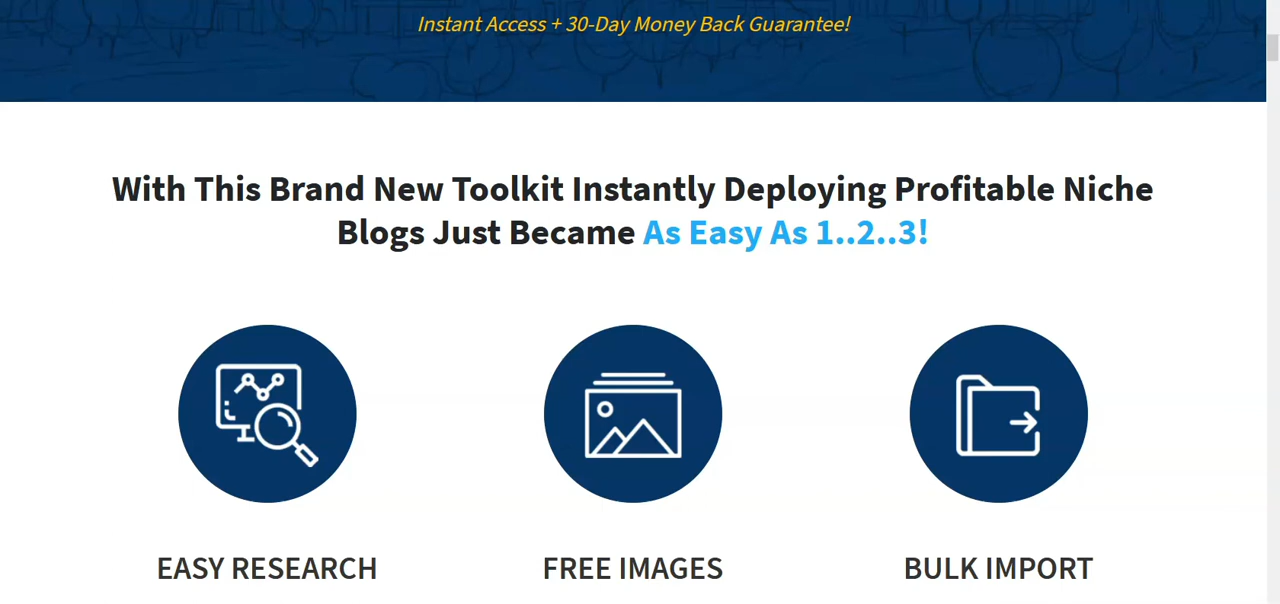 Instant Access + 30-Day Money Back Guarantee!
With This Brand New Toolkit Instantly Deploying Profitable Niche
Blogs Just Became As Easy As 1..2..3!
EASY RESEARCH
FREE IMAGES
BULK IMPORT